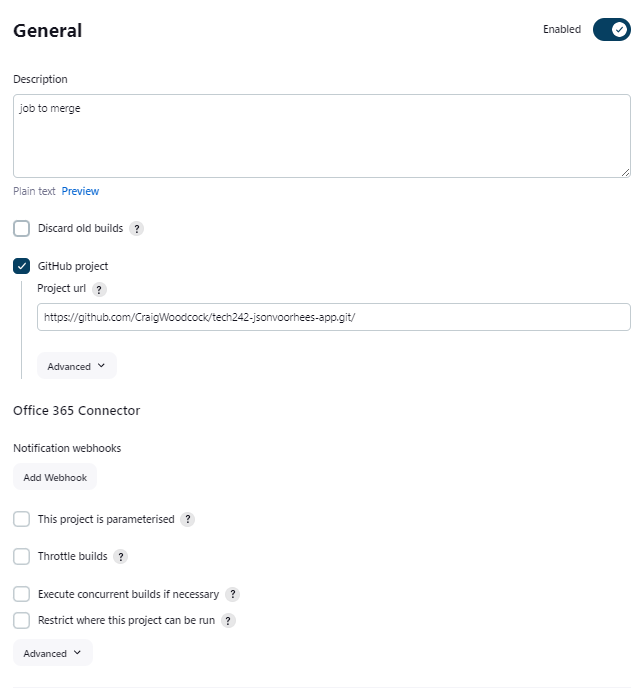 General
Enabled
Description
job to merge
Plain text Preview
Discard old builds ?
GitHub project
Project url ?
https://github.com/CraigWoodcock/tech242-jsonvoorhees-app.git/
Advanced
Office 365 Connector
Notification webhooks
Add Webhook
This project is parameterised ?
Throttle builds ?
Execute concurrent builds if necessary ?
Restrict where this project can be run ?
Advanced